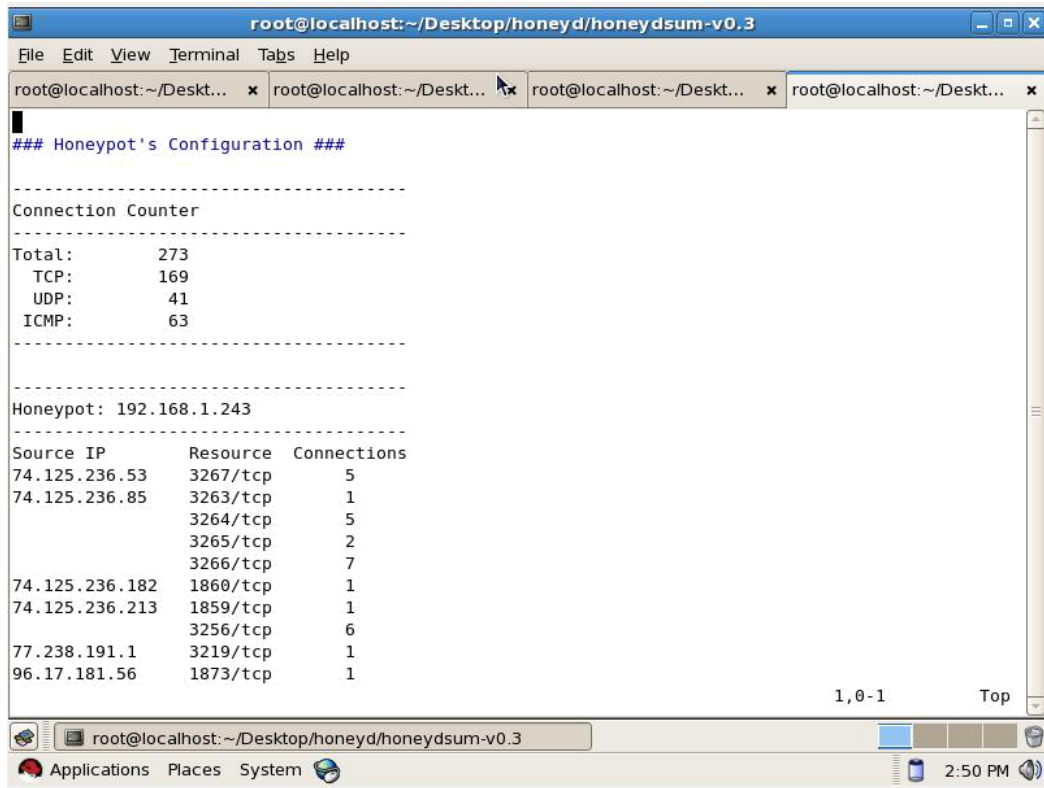 root@localhost:~/Desktop/honeyd/honeydsum-v0.3
File Edit View Terminal Tabs Help
root@localhost:~/Deskt... root@localhost:~/Deskt... root@localhost:~/Deskt... root@localhost:~/Deskt...
### Honeypot's Configuration ###
--------------------------------------
Connection Counter
--------------------------------------
Total: 273
TCP: 169
UDP: 41
ICMP: 63
--------------------------------------
--------------------------------------
Honeypot: 192.168.1.243
--------------------------------------
Source IP Resource Connections
74.125.236.53 3267/tcp 5
74.125.236.85 3263/tcp 1
3264/tcp 5
3265/tcp 2
3266/tcp 7
74.125.236.182 1860/tcp 1
74.125.236.213 1859/tcp 1
3256/tcp 6
77.238.191.1 3219/tcp 1
96.17.181.56 1873/tcp 1
1,0-1 Top
root@localhost:~/Desktop/honeyd/honeydsum-v0.3
Applications Places System 2:50 PM